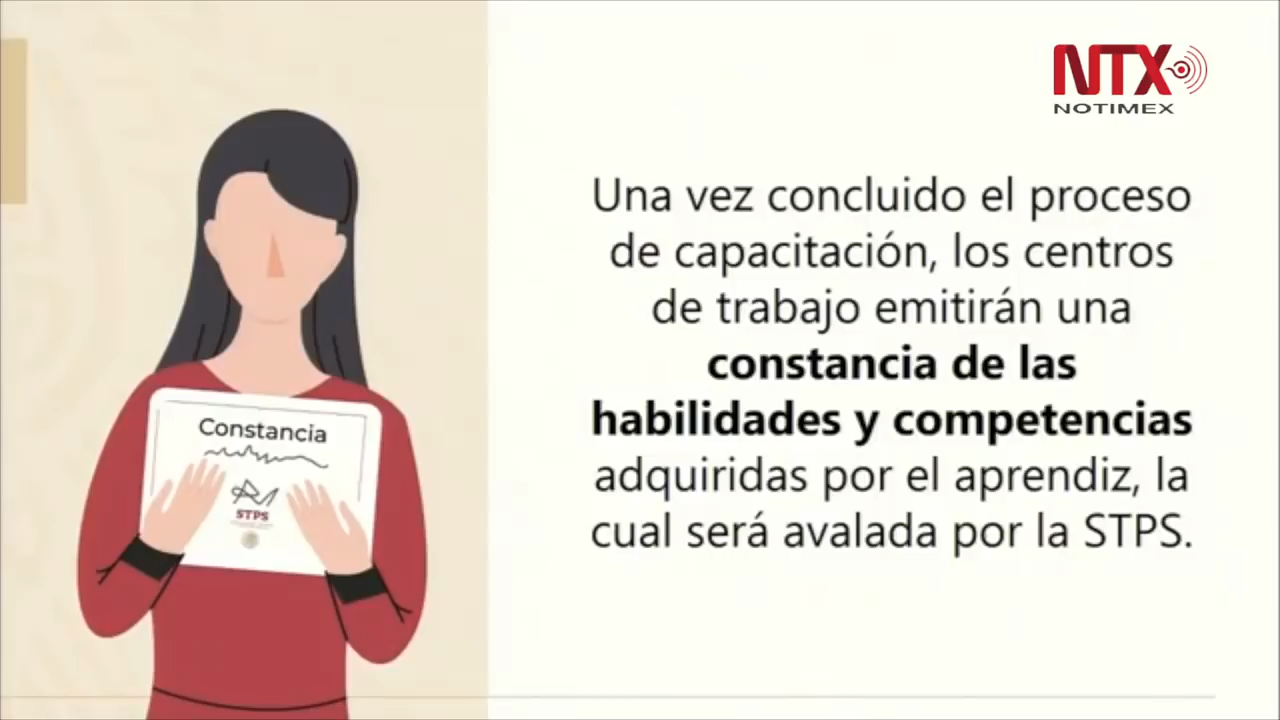 NTX
NOTIMEX
Una vez concluido el proceso
de capacitación, los centros
de trabajo emitirán una
constancia de las
habilidades y competencias
adquiridas por el aprendiz, la
cual será avalada por la STPS.
Constancia
STPS